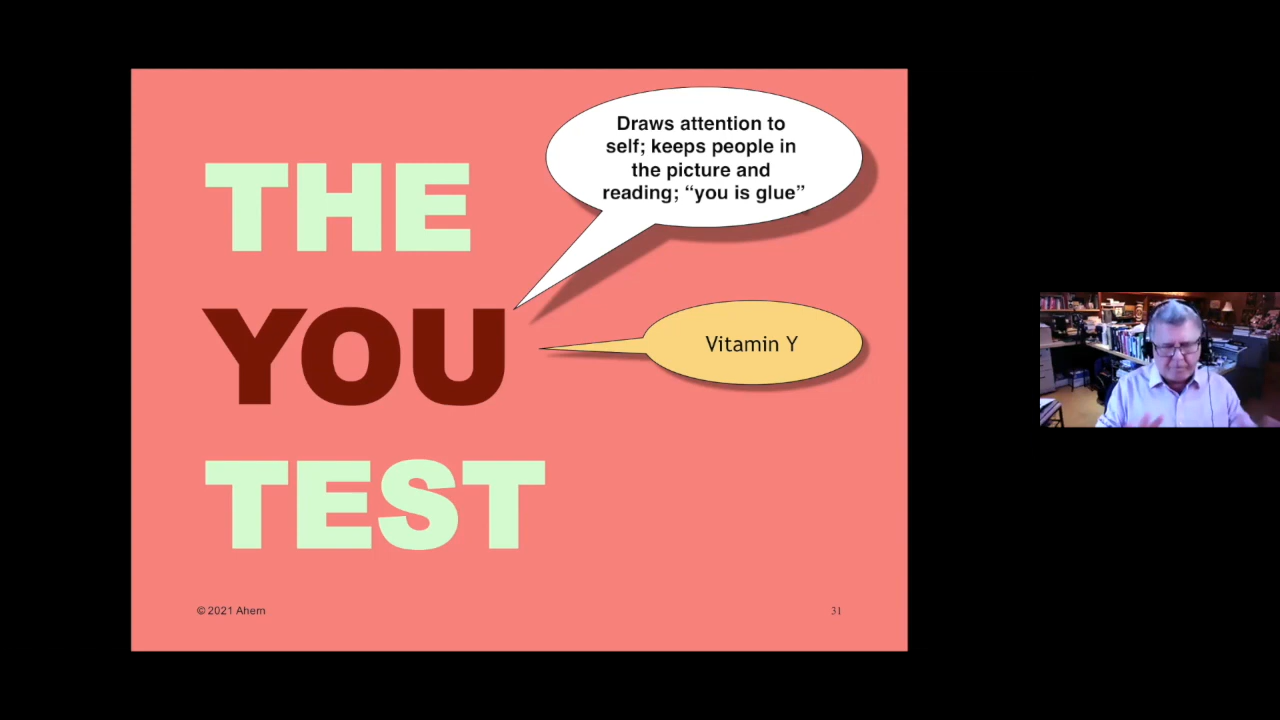 THE
YOU
TEST
Draws attention to
self; keeps people in
the picture and
reading; “you is glue”
Vitamin Y
© 2021 Ahern
31